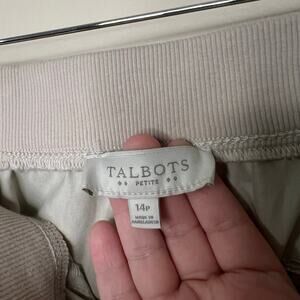 TALBOTS
PETITE
14P
MADE IN
BANGLADESH